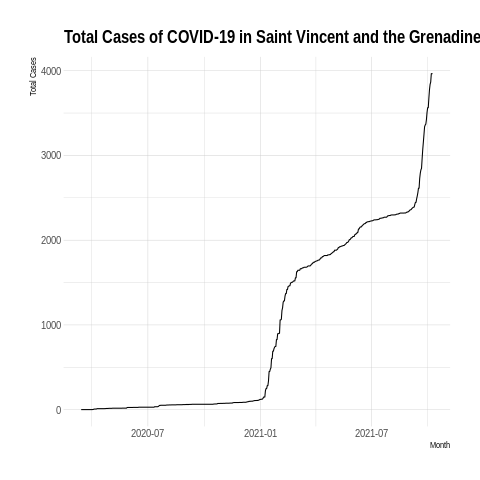 Total Cases of COVID-19 in Saint Vincent and the Grenadine
Total Cases
4000
3000
2000
1000
0
2020-07 2021-01 2021-07
Month